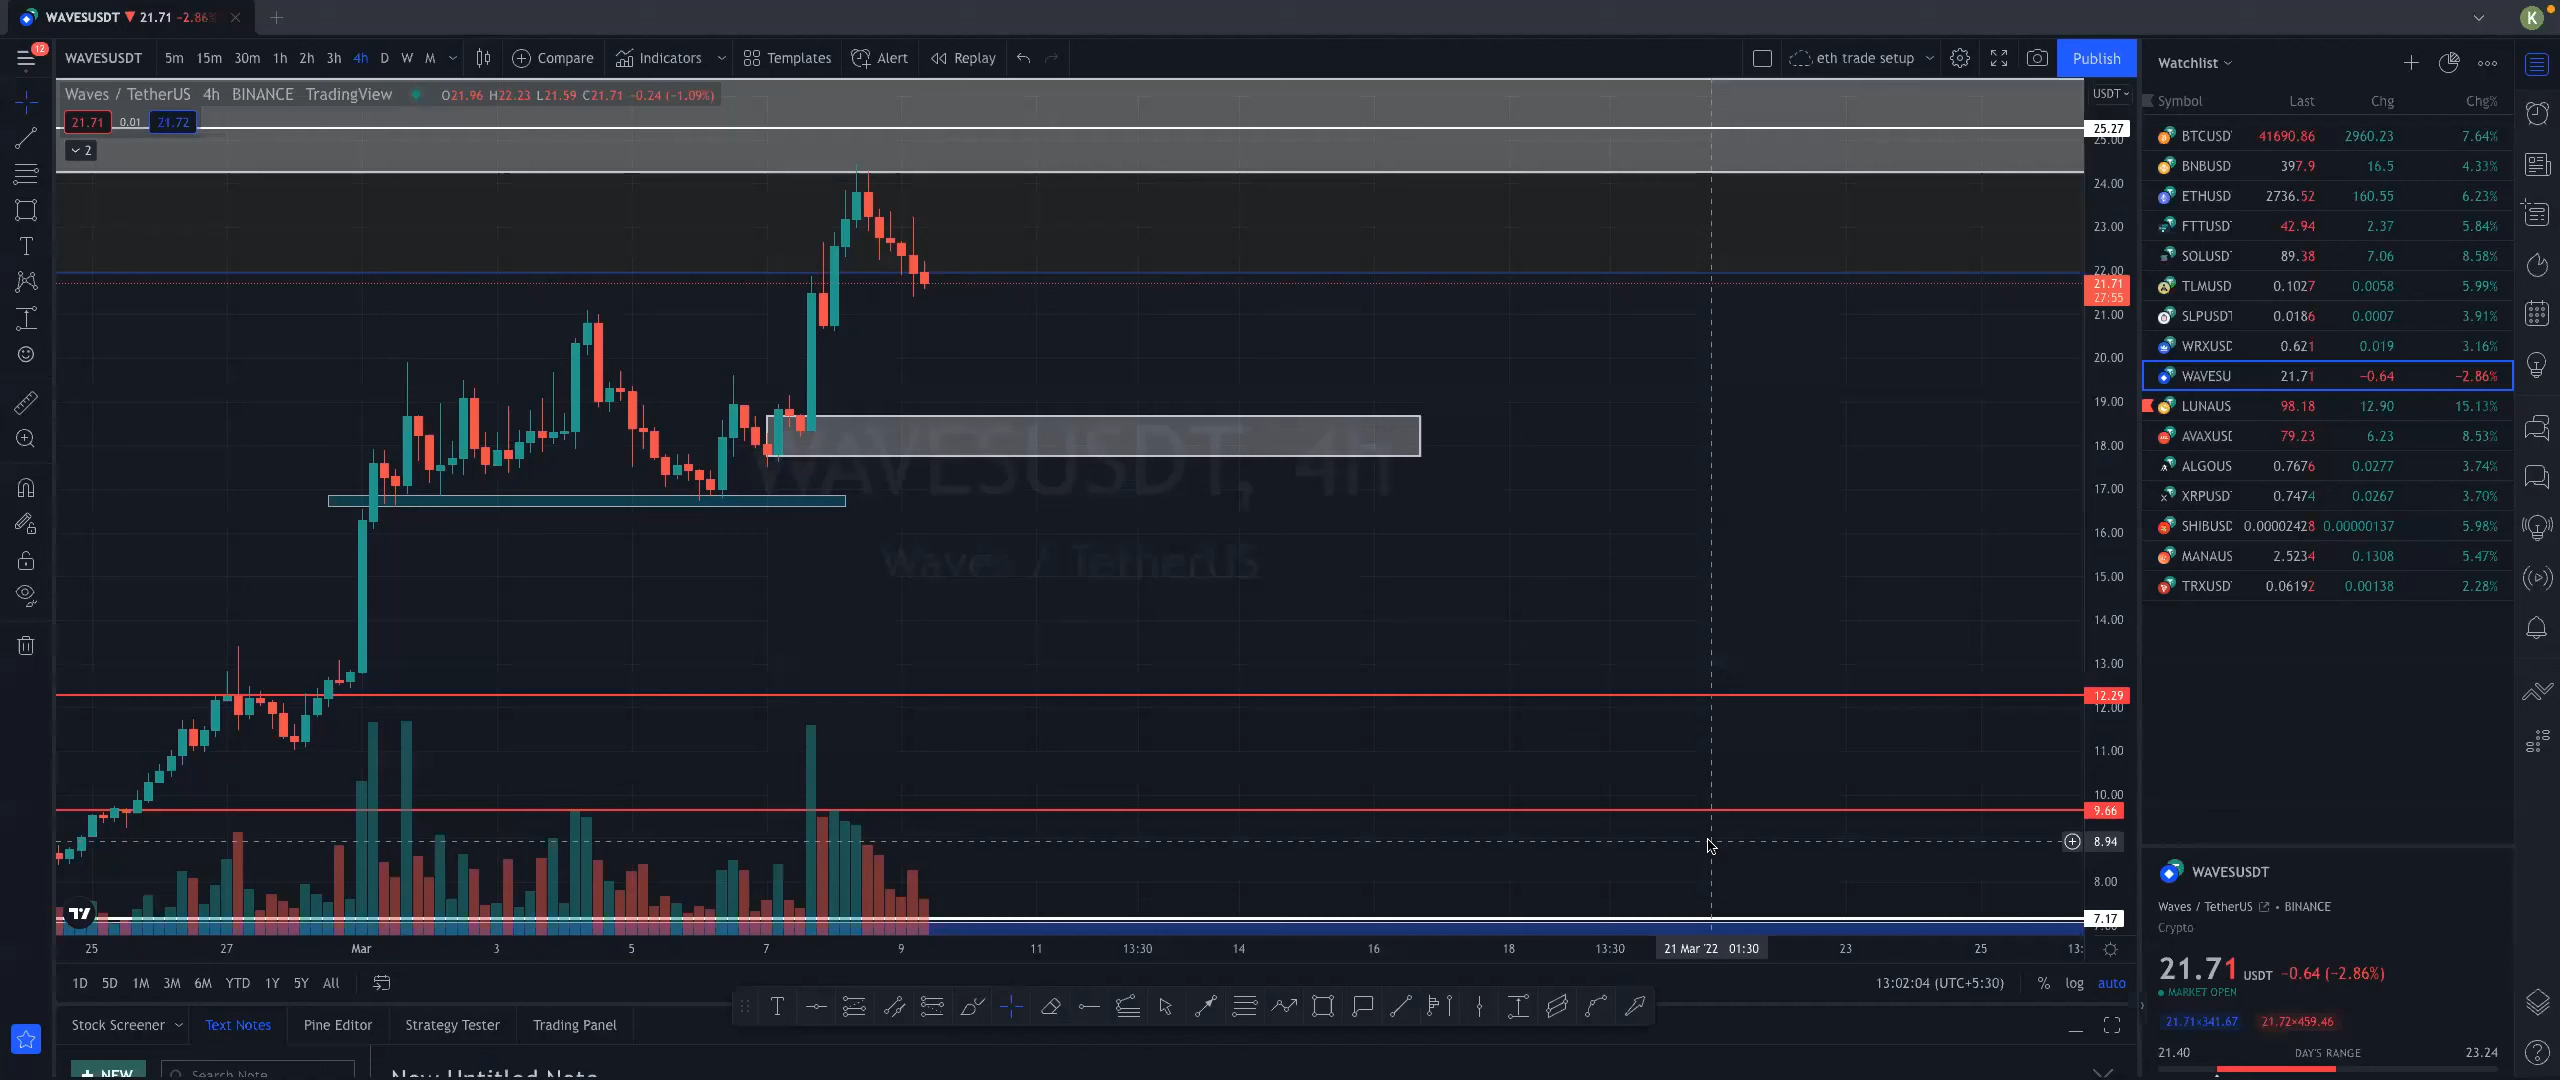 WAVESUSDT ▼ 21.71 −2.86
K
12
WAVESUSDT 5m 15m 30m 1h 2h 3h 4h D W M Compare Indicators Templates Alert Replay eth trade setup Publish
Waves / TetherUS 4h BINANCE TradingView O21.96 H22.23 L21.59 C21.71 −0.24 (−1.09%)
21.71 0.01 21.72
2
USDT
25.27
25.00
24.00
23.00
22.00
21.71
27:55
21.00
20.00
19.00
18.00
17.00
16.00
15.00
14.00
13.00
12.29
12.00
11.00
10.00
9.66
8.94
8.00
7.17
WAVESUSDT, 4H
Waves / TetherUS
25 27 Mar 3 5 7 9 11 13:30 14 16 18 13:30 21 Mar '22 01:30 23 25 13:
1D 5D 1M 3M 6M YTD 1Y 5Y All 13:02:04 (UTC+5:30) % log auto
Stock Screener Text Notes Pine Editor Strategy Tester Trading Panel
+ NEW Search Note New Untitled Note
Watchlist
Symbol Last Chg Chg%
BTCUSD 41690.86 2960.23 7.64%
BNBUSD 397.9 16.5 4.33%
ETHUSD 2736.52 160.55 6.23%
FTTUSD 42.94 2.37 5.84%
SOLUSD 89.38 7.06 8.58%
TLMUSD 0.1027 0.0058 5.99%
SLPUSDT 0.0186 0.0007 3.91%
WRXUSD 0.621 0.019 3.16%
WAVESU 21.71 −0.64 −2.86%
LUNAUS 98.18 12.90 15.13%
AVAXUSD 79.23 6.23 8.53%
ALGOUS 0.7676 0.0277 3.74%
XRPUSD 0.7474 0.0267 3.70%
SHIBUSD 0.00002428 0.00000137 5.98%
MANAUS 2.5234 0.1308 5.47%
TRXUSD 0.06192 0.00138 2.28%
WAVESUSDT
Waves / TetherUS • BINANCE
Crypto
21.71 USDT −0.64 (−2.86%)
MARKET OPEN
21.71×341.67 21.72×459.46
21.40 DAY'S RANGE 23.24